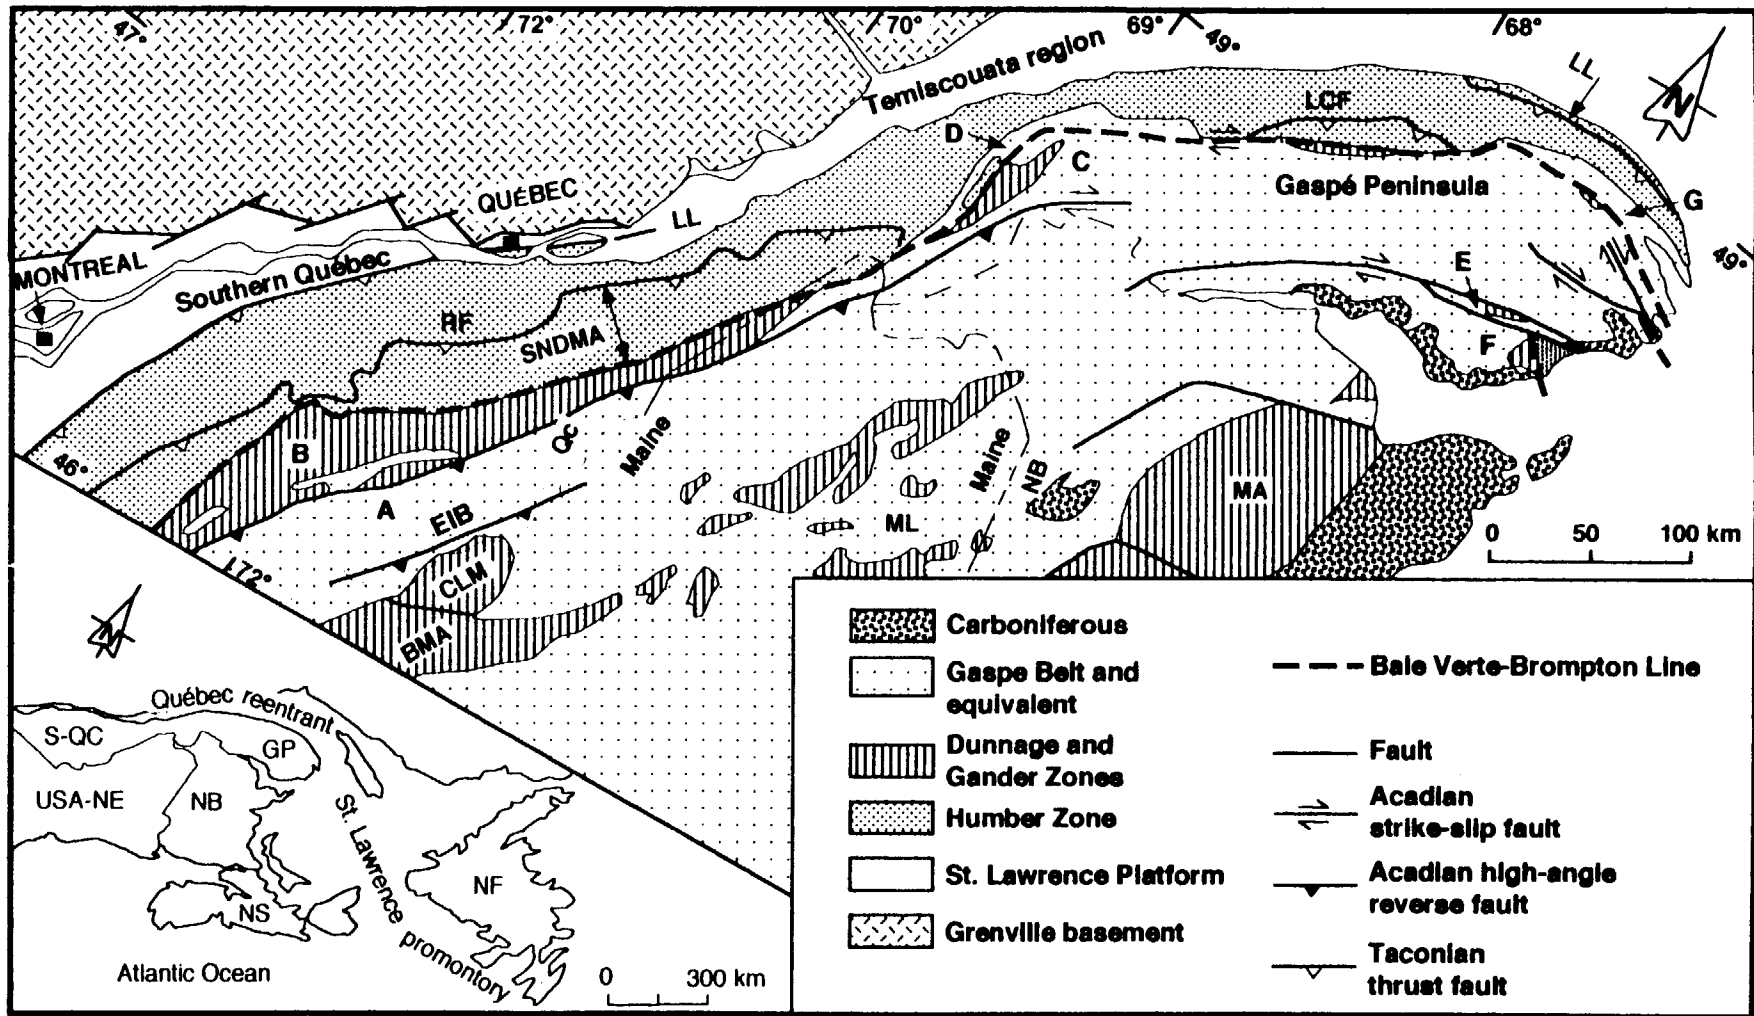 47°
72°
70°
69°
49°
68°
LL
N
Temiscouata region
LCF
D
C
QUÉBEC
Gaspé Peninsula
G
LL
MONTREAL
Southern Québec
49°
E
RF
SNDMA
F
B
Qc
Maine
46°
Maine
NB
MA
A
EIB
ML
0 50 100 km
72°
CLM
BMA
N
Québec reentrant
S-QC
GP
USA-NE
NB
St. Lawrence promontory
NF
NS
Atlantic Ocean
0 300 km
Carboniferous
Gaspe Belt and
equivalent
Dunnage and
Gander Zones
Humber Zone
St. Lawrence Platform
Grenville basement
Baie Verte-Brompton Line
Fault
Acadian
strike-slip fault
Acadian high-angle
reverse fault
Taconian
thrust fault